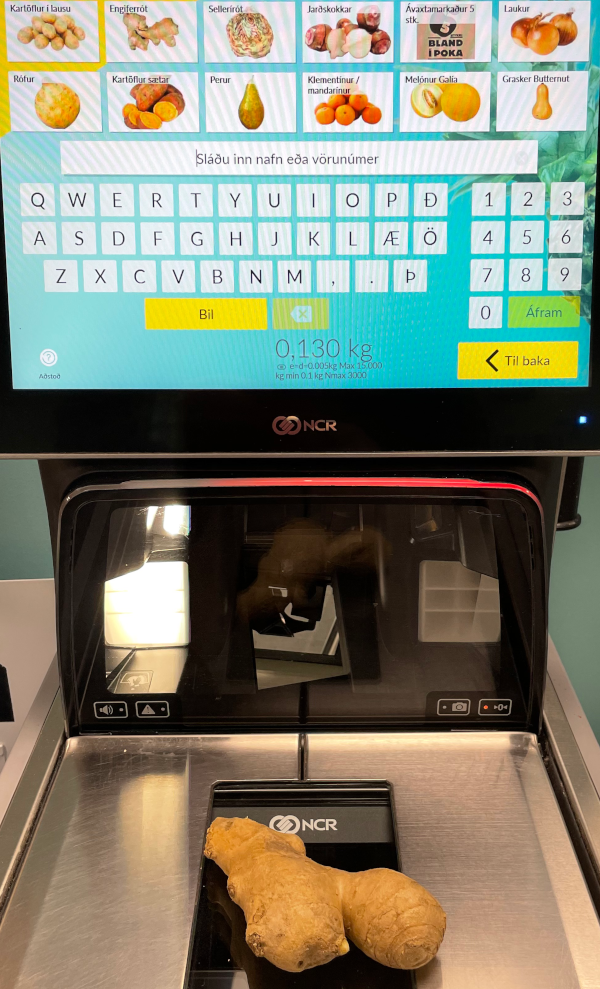 Kartöflur í lausu
Engiferrót
Sellerírót
Jarðskokkar
Ávaxtamarkaður 5
stk.
BLAND
Í POKA
Laukur
Rófur
Kartöflur sætar
Perur
Klementínur /
mandarínur
Melónur Galía
Grasker Butternut
Sláðu inn nafn eða vörunúmer
Q W E R T Y U I O P Ð 1 2 3
A S D F G H J K L Æ Ö 4 5 6
Z X C V B N M , . Þ 7 8 9
Bil 0 Áfram
0,130 kg
e=d=0.005kg Max 15.000
kg min 0.1 kg Nmax 3000
Aðstoð
Til baka
NCR
NCR